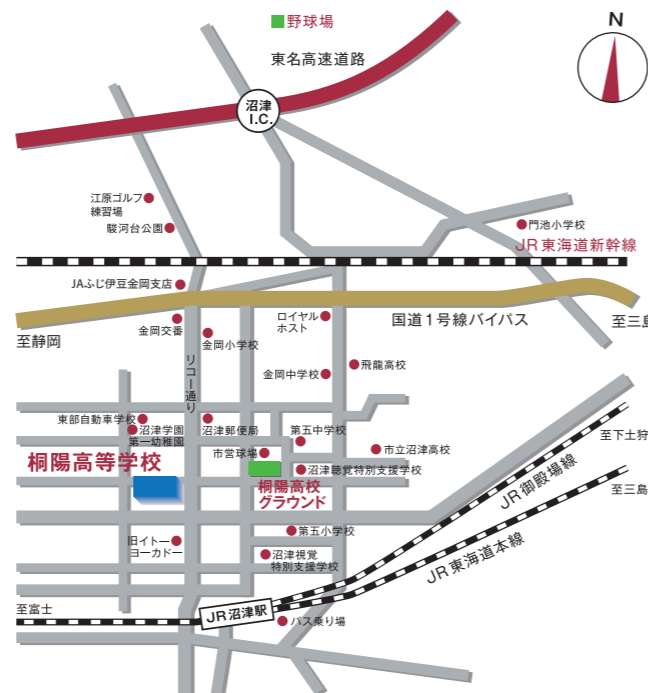 野球場
N
東名高速道路
沼津
I.C.
江原ゴルフ
練習場
駿河台公園
門池小学校
JR東海道新幹線
JAふじ伊豆金岡支店
ロイヤル
ホスト
国道1号線バイパス
至三島
金岡交番
金岡小学校
至静岡
リコー通り
飛龍高校
金岡中学校
東部自動車学校
沼津学園
第一幼稚園
沼津郵便局
第五中学校
市立沼津高校
至下土狩
市営球場
桐陽高等学校
沼津聴覚特別支援学校
桐陽高校
グラウンド
JR御殿場線
至三島
旧イトー
ヨーカドー
第五小学校
沼津視覚
特別支援学校
JR東海道本線
至富士
JR沼津駅
バス乗り場